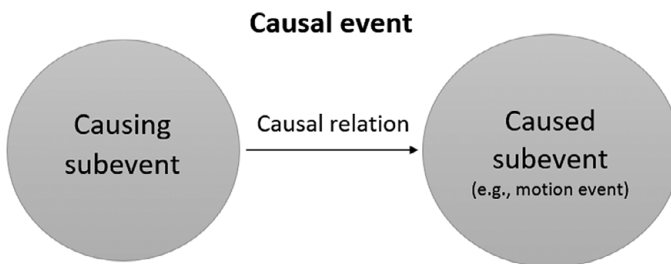 Causal event
Causing
subevent
Causal relation
Caused
subevent
(e.g., motion event)